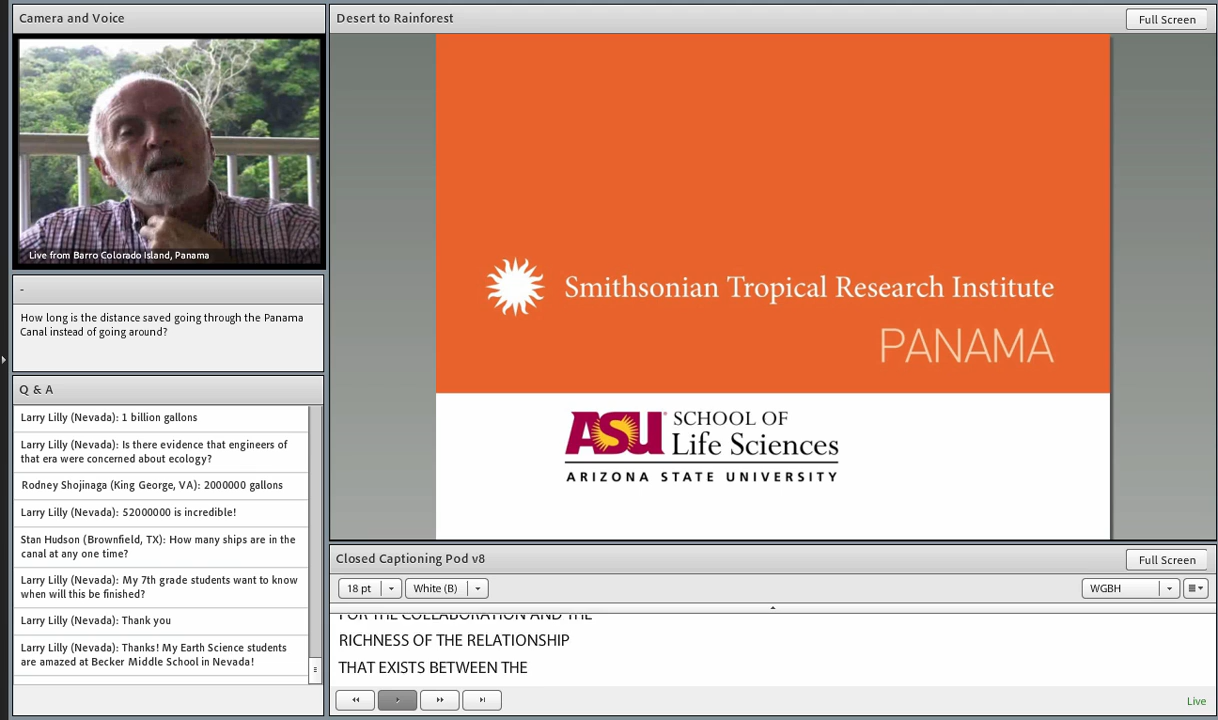 Camera and Voice
Live from Barro Colorado Island, Panama
-
How long is the distance saved going through the Panama
Canal instead of going around?
Q & A
Larry Lilly (Nevada): 1 billion gallons
Larry Lilly (Nevada): Is there evidence that engineers of
that era were concerned about ecology?
Rodney Shojinaga (King George, VA): 2000000 gallons
Larry Lilly (Nevada): 52000000 is incredible!
Stan Hudson (Brownfield, TX): How many ships are in the
canal at any one time?
Larry Lilly (Nevada): My 7th grade students want to know
when will this be finished?
Larry Lilly (Nevada): Thank you
Larry Lilly (Nevada): Thanks! My Earth Science students
are amazed at Becker Middle School in Nevada!
Desert to Rainforest
Full Screen
Smithsonian Tropical Research Institute
PANAMA
ASU SCHOOL OF
Life Sciences
ARIZONA STATE UNIVERSITY
Closed Captioning Pod v8
Full Screen
18 pt
White (B)
WGBH
FOR THE COLLABORATION AND THE
RICHNESS OF THE RELATIONSHIP
THAT EXISTS BETWEEN THE
Live